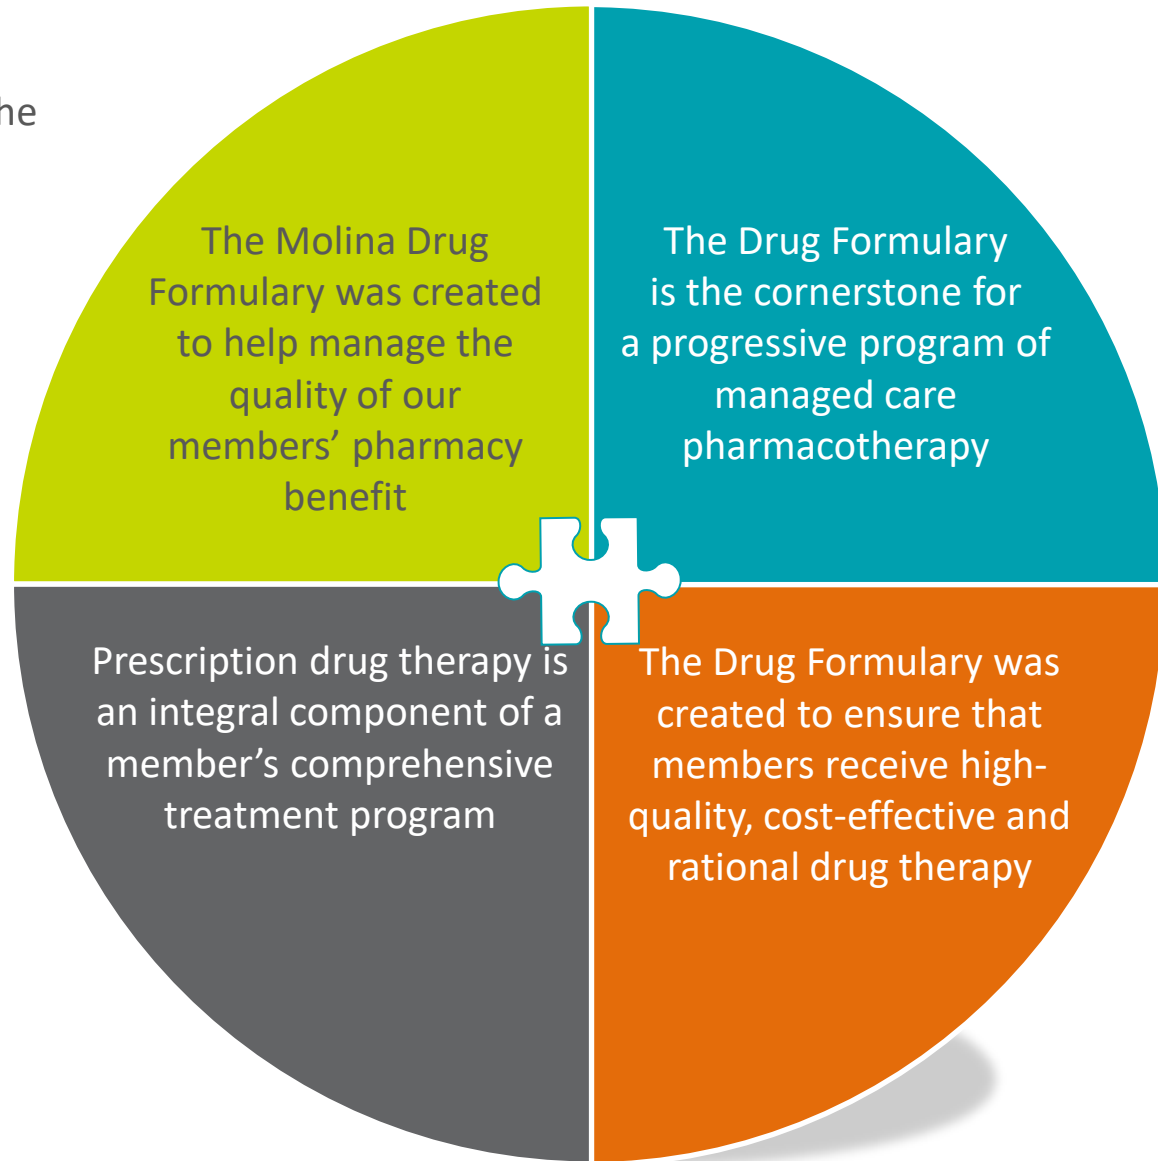 he
The Molina Drug
Formulary was created
to help manage the
quality of our
members’ pharmacy
benefit
The Drug Formulary
is the cornerstone for
a progressive program of
managed care
pharmacotherapy
Prescription drug therapy is
an integral component of a
member’s comprehensive
treatment program
The Drug Formulary was
created to ensure that
members receive high-
quality, cost-effective and
rational drug therapy